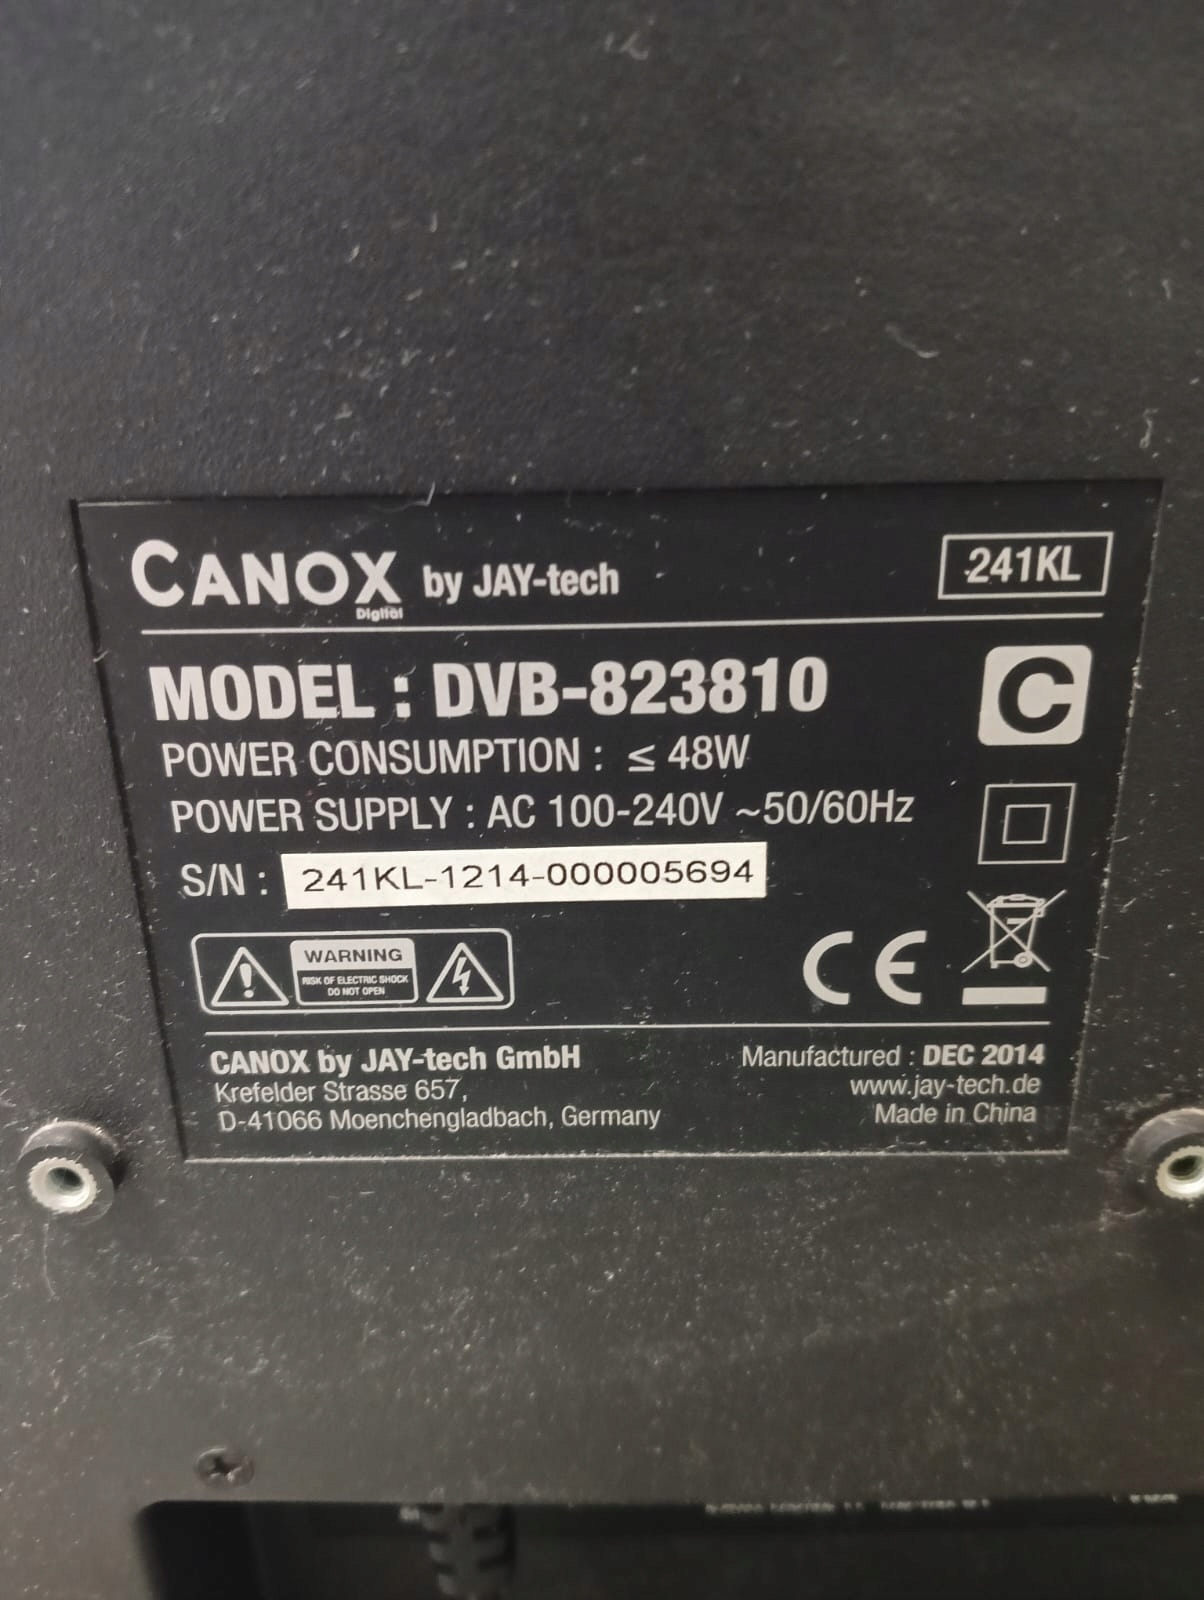 CANOX by JAY-tech
Digital
241KL
MODEL : DVB-823810
POWER CONSUMPTION : ≤ 48W
POWER SUPPLY : AC 100-240V ~50/60Hz
S/N : 241KL-1214-000005694
WARNING
RISK OF ELECTRIC SHOCK
DO NOT OPEN
CE
CANOX by JAY-tech GmbH
Krefelder Strasse 657,
D-41066 Moenchengladbach, Germany
Manufactured : DEC 2014
www.jay-tech.de
Made in China